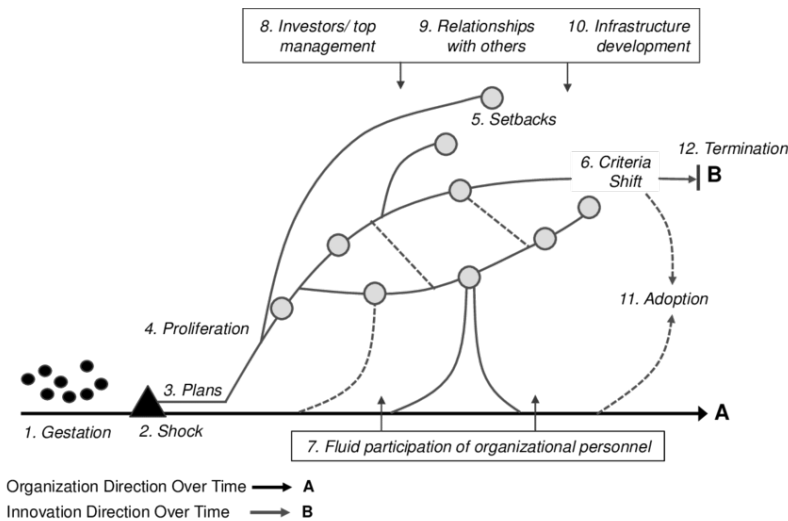 8. Investors/ top
management
9. Relationships
with others
10. Infrastructure
development
5. Setbacks
12. Termination
6. Criteria
Shift
B
11. Adoption
4. Proliferation
3. Plans
A
1. Gestation
2. Shock
7. Fluid participation of organizational personnel
Organization Direction Over Time A
Innovation Direction Over Time B